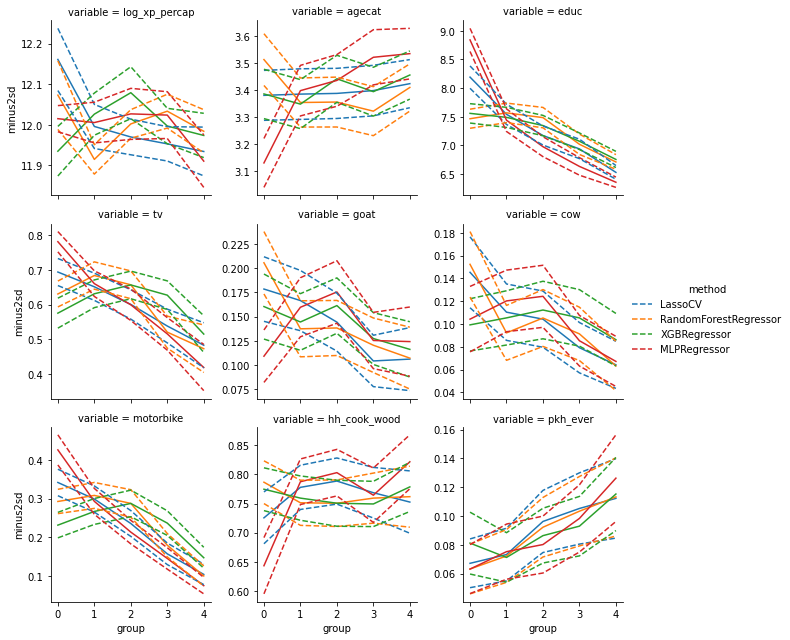 variable = log_xp_percap
variable = agecat
variable = educ
minus2sd
12.2
12.1
12.0
11.9
3.6
3.5
3.4
3.3
3.2
3.1
9.0
8.5
8.0
7.5
7.0
6.5
variable = tv
variable = goat
variable = cow
minus2sd
0.8
0.7
0.6
0.5
0.4
0.225
0.200
0.175
0.150
0.125
0.100
0.075
0.18
0.16
0.14
0.12
0.10
0.08
0.06
0.04
method
LassoCV
RandomForestRegressor
XGBRegressor
MLPRegressor
variable = motorbike
variable = hh_cook_wood
variable = pkh_ever
minus2sd
0.4
0.3
0.2
0.1
0.85
0.80
0.75
0.70
0.65
0.60
0.16
0.14
0.12
0.10
0.08
0.06
0 1 2 3 4
0 1 2 3 4
0 1 2 3 4
group
group
group